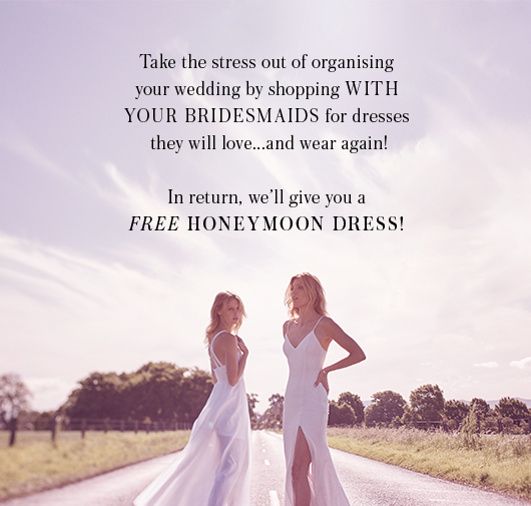 Take the stress out of organising
your wedding by shopping WITH
YOUR BRIDESMAIDS for dresses
they will love...and wear again!
In return, we'll give you a
FREE HONEYMOON DRESS!